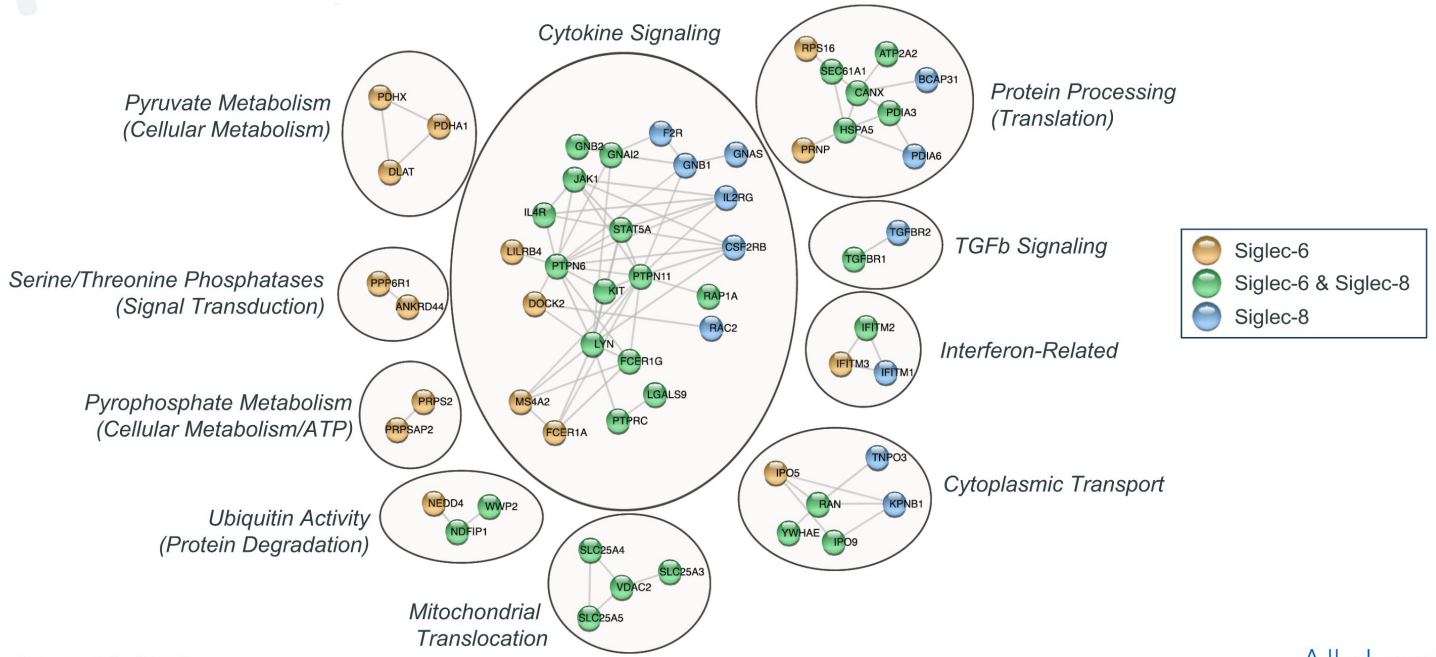 Cytokine Signaling
Pyruvate Metabolism
(Cellular Metabolism)
PDHX
PDHA1
DLAT
Serine/Threonine Phosphatases
(Signal Transduction)
PPP6R1
ANKRD44
Pyrophosphate Metabolism
(Cellular Metabolism/ATP)
PRPS2
PRPSAP2
Ubiquitin Activity
(Protein Degradation)
NEDD4
WWP2
NDFIP1
Mitochondrial
Translocation
SLC25A4
SLC25A3
VDAC2
SLC25A5
F2R
GNB2
GNAI2
GNAS
GNB1
JAK1
IL2RG
IL4R
STAT5A
LILRB4
CSF2RB
PTPN6
PTPN11
KIT
RAP1A
DOCK2
RAC2
LYN
FCER1G
LGALS9
MS4A2
PTPRC
FCER1A
Protein Processing
(Translation)
RPS16
ATP2A2
SEC61A1
BCAP31
CANX
PDIA3
HSPA5
PRNP
PDIA6
TGFb Signaling
TGFBR2
TGFBR1
Interferon-Related
IFITM2
IFITM3
IFITM1
Cytoplasmic Transport
TNPO3
IPO5
RAN
KPNB1
YWHAE
IPO9
Siglec-6
Siglec-6 & Siglec-8
Siglec-8